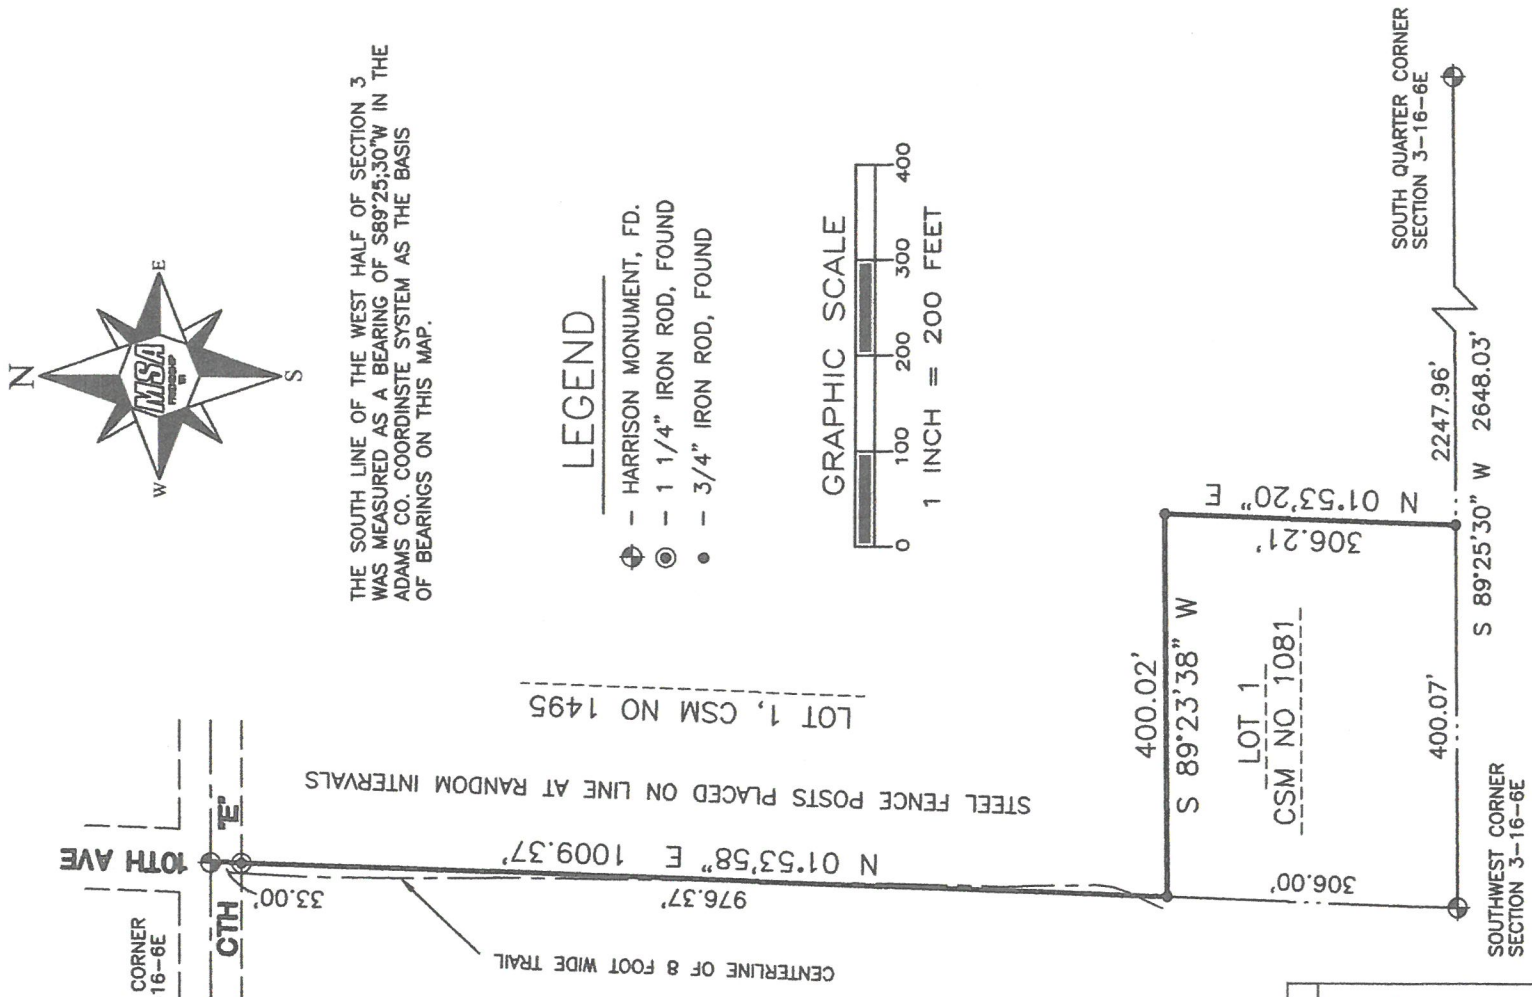 N
W
E
S
MSA
THE SOUTH LINE OF THE WEST HALF OF SECTION 3
WAS MEASURED AS A BEARING OF S89°25;30"W IN THE
ADAMS CO. COORDINSTE SYSTEM AS THE BASIS
OF BEARINGS ON THIS MAP.
LEGEND
- HARRISON MONUMENT, FD.
- 1 1/4" IRON ROD, FOUND
- 3/4" IRON ROD, FOUND
GRAPHIC SCALE
0 100 200 300 400
1 INCH = 200 FEET
10TH AVE
CTH "E"
CORNER
16-6E
33.00'
N 01°53'58" E 1009.37'
976.37'
CENTERLINE OF 8 FOOT WIDE TRAIL
STEEL FENCE POSTS PLACED ON LINE AT RANDOM INTERVALS
LOT 1, CSM NO 1495
400.02'
S 89°23'38" W
LOT 1
CSM NO 1081
N 01°53'20" E
306.21'
306.00'
400.07'
2247.96'
S 89°25'30" W 2648.03'
SOUTHWEST CORNER
SECTION 3-16-6E
SOUTH QUARTER CORNER
SECTION 3-16-6E